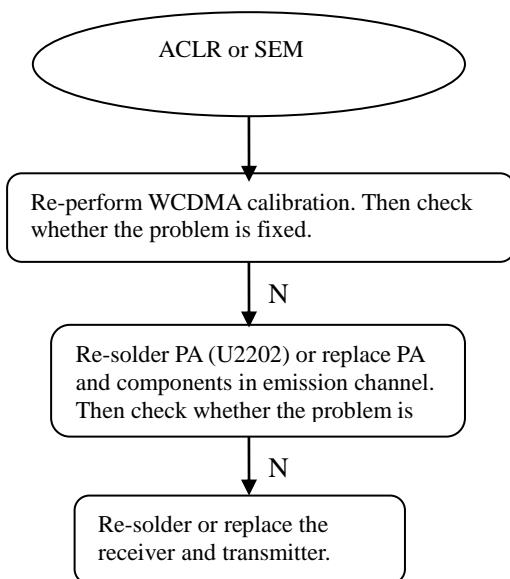 ACLR or SEM
Re-perform WCDMA calibration. Then check
whether the problem is fixed.
N
Re-solder PA (U2202) or replace PA
and components in emission channel.
Then check whether the problem is
N
Re-solder or replace the
receiver and transmitter.